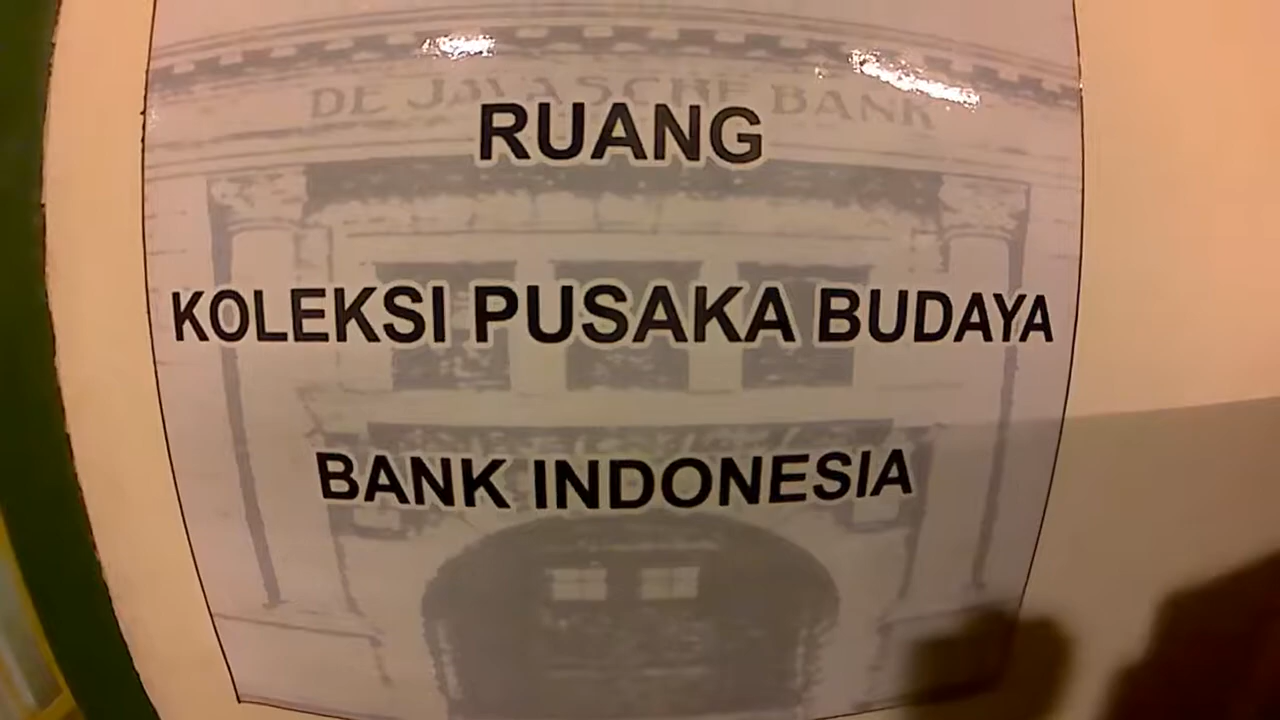 DE JAVASCHE BANK
RUANG
KOLEKSI PUSAKA BUDAYA
BANK INDONESIA